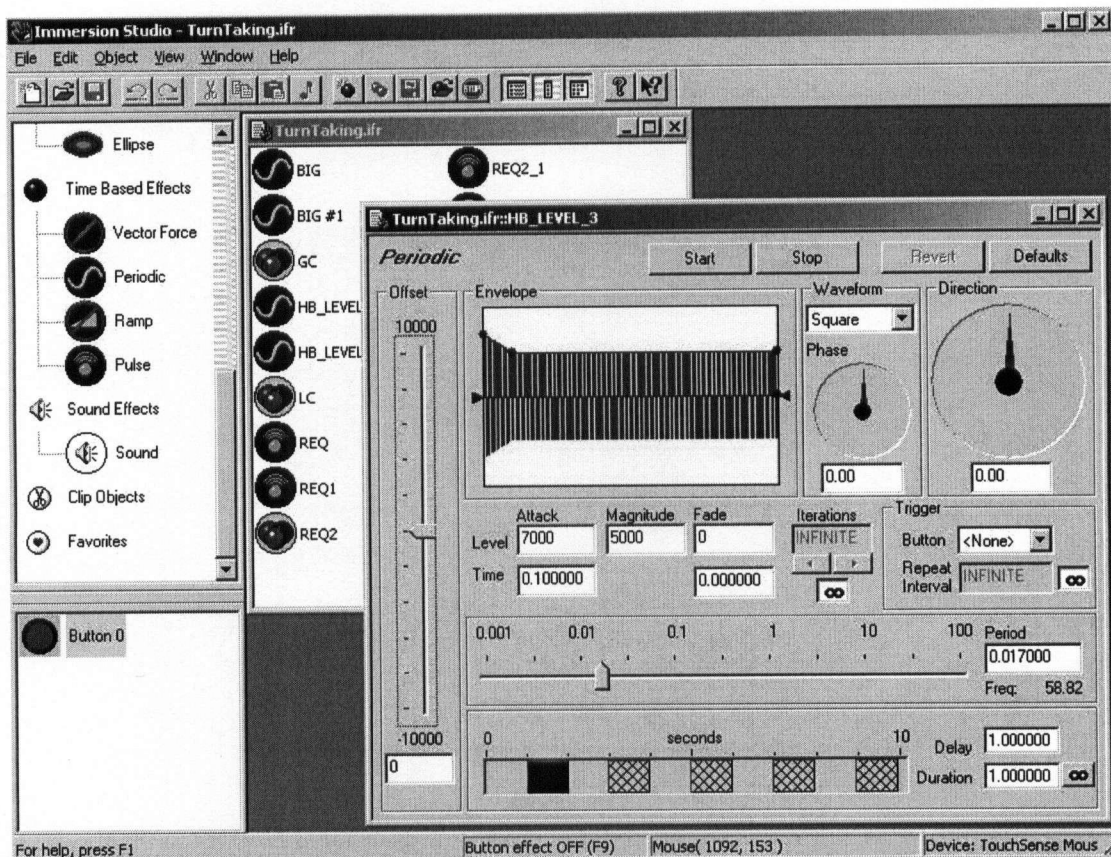 Immersion Studio - TurnTaking.ifr
File Edit Object View Window Help
Ellipse
Time Based Effects
Vector Force
Periodic
Ramp
Pulse
Sound Effects
Sound
Clip Objects
Favorites
Button 0
TurnTaking.ifr
BIG
BIG #1
GC
HB_LEVEL
HB_LEVEL
LC
REQ
REQ1
REQ2
REQ2_1
TurnTaking.ifr::HB_LEVEL_3
Periodic
Start Stop Revert Defaults
Offset
10000
-10000
0
Envelope
Waveform
Square
Phase
0.00
Direction
0.00
Attack Magnitude Fade Iterations
Level 7000 5000 0 INFINITE
Time 0.100000 0.000000
Trigger
Button <None>
Repeat Interval INFINITE
0.001 0.01 0.1 1 10 100
Period
0.017000
Freq: 58.82
0 seconds 10
Delay 1.000000
Duration 1.000000
For help, press F1 Button effect OFF (F9) Mouse( 1092, 153 ) Device: TouchSense Mous